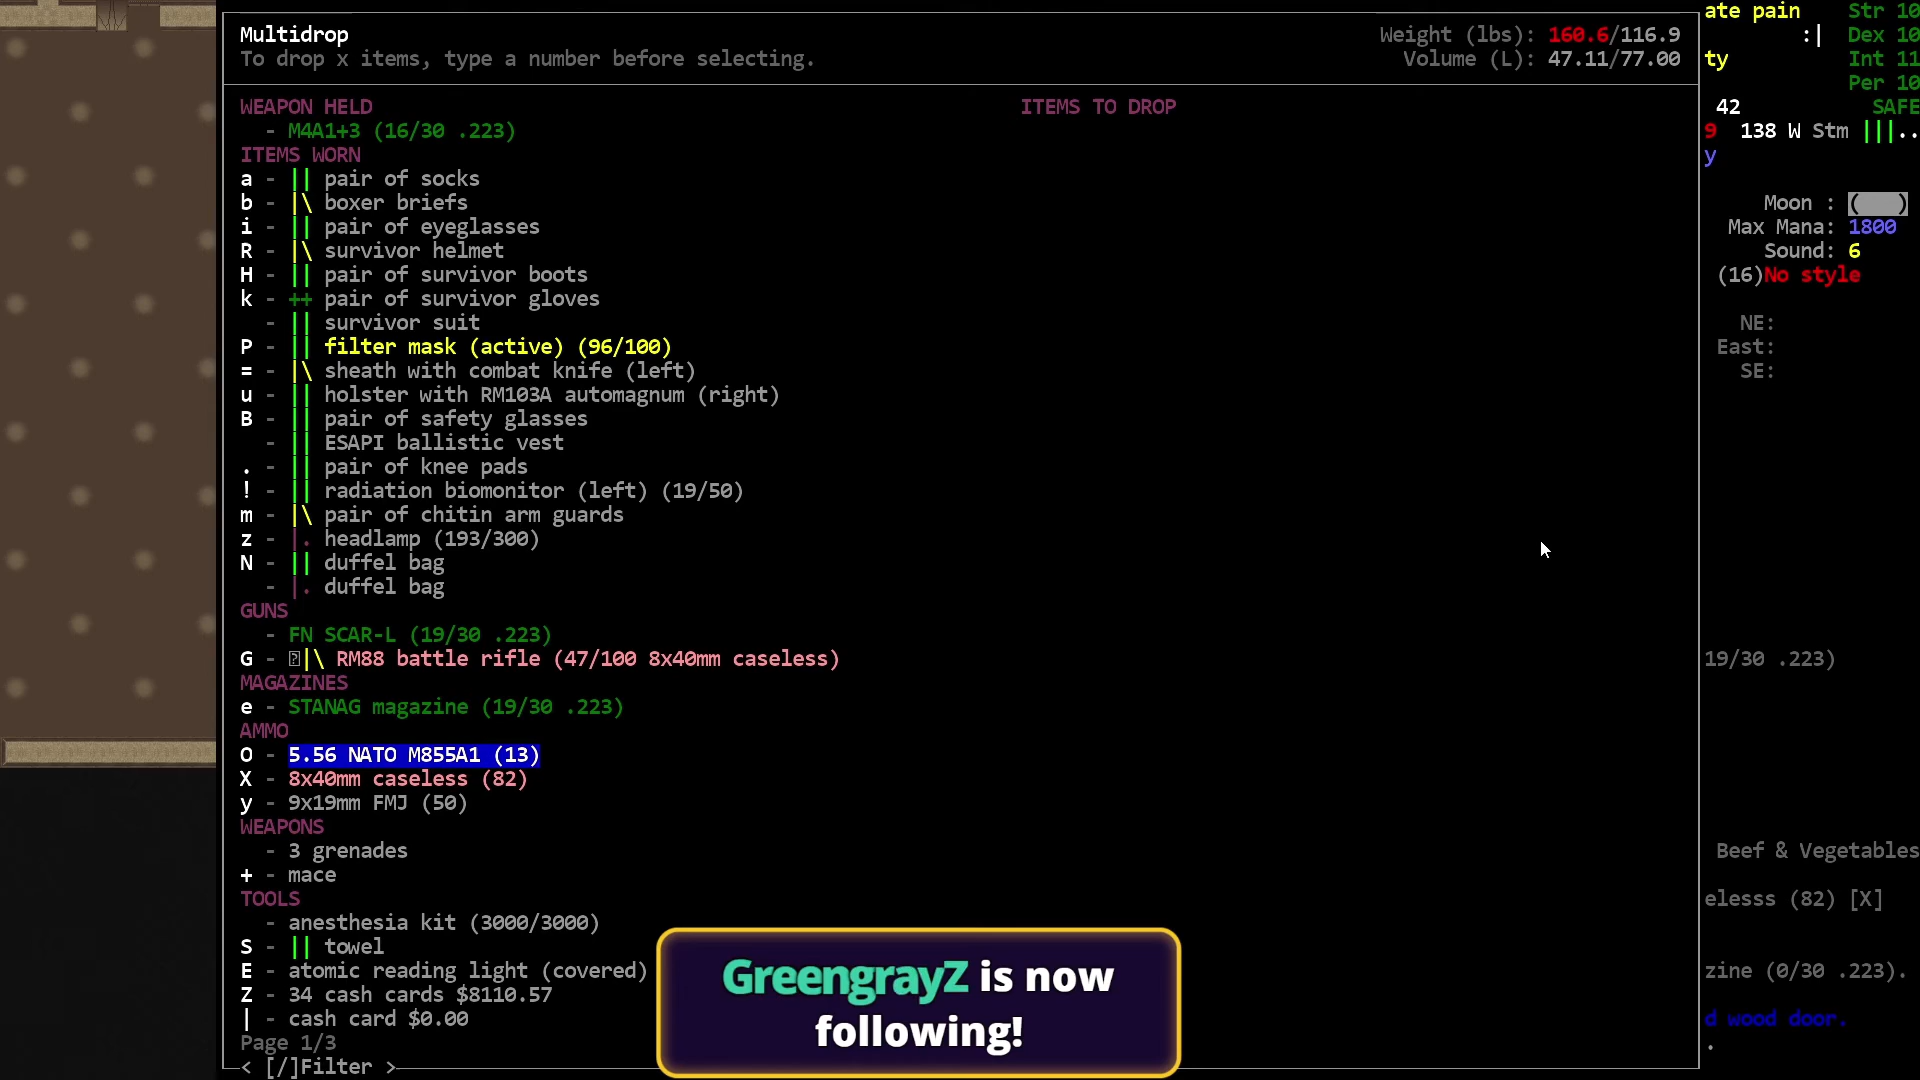 Multidrop
Weight (lbs): 160.6/116.9
To drop x items, type a number before selecting.
Volume (L): 47.11/77.00
WEAPON HELD
- M4A1+3 (16/30 .223)
ITEMS WORN
a - || pair of socks
b - |\ boxer briefs
i - || pair of eyeglasses
R - |\ survivor helmet
H - || pair of survivor boots
k - ++ pair of survivor gloves
- || survivor suit
P - || filter mask (active) (96/100)
= - |\ sheath with combat knife (left)
u - || holster with RM103A automagnum (right)
B - || pair of safety glasses
- || ESAPI ballistic vest
. - || pair of knee pads
! - || radiation biomonitor (left) (19/50)
m - |\ pair of chitin arm guards
z - |. headlamp (193/300)
N - || duffel bag
- |. duffel bag
GUNS
- FN SCAR-L (19/30 .223)
G - |\ RM88 battle rifle (47/100 8x40mm caseless)
MAGAZINES
e - STANAG magazine (19/30 .223)
AMMO
O - 5.56 NATO M855A1 (13)
X - 8x40mm caseless (82)
y - 9x19mm FMJ (50)
WEAPONS
- 3 grenades
+ - mace
TOOLS
- anesthesia kit (3000/3000)
S - || towel
E - atomic reading light (covered)
Z - 34 cash cards $8110.57
| - cash card $0.00
Page 1/3
< [/]Filter >
ITEMS TO DROP
ate pain Str 10
:| Dex 10
ty Int 11
Per 10
42 SAFE
9 138 W Stm |||..
y
Moon : ( )
Max Mana: 1800
Sound: 6
(16)No style
NE:
East:
SE:
19/30 .223)
Beef & Vegetables
elesss (82) [X]
zine (0/30 .223).
d wood door.
.
GreengrayZ is now
following!